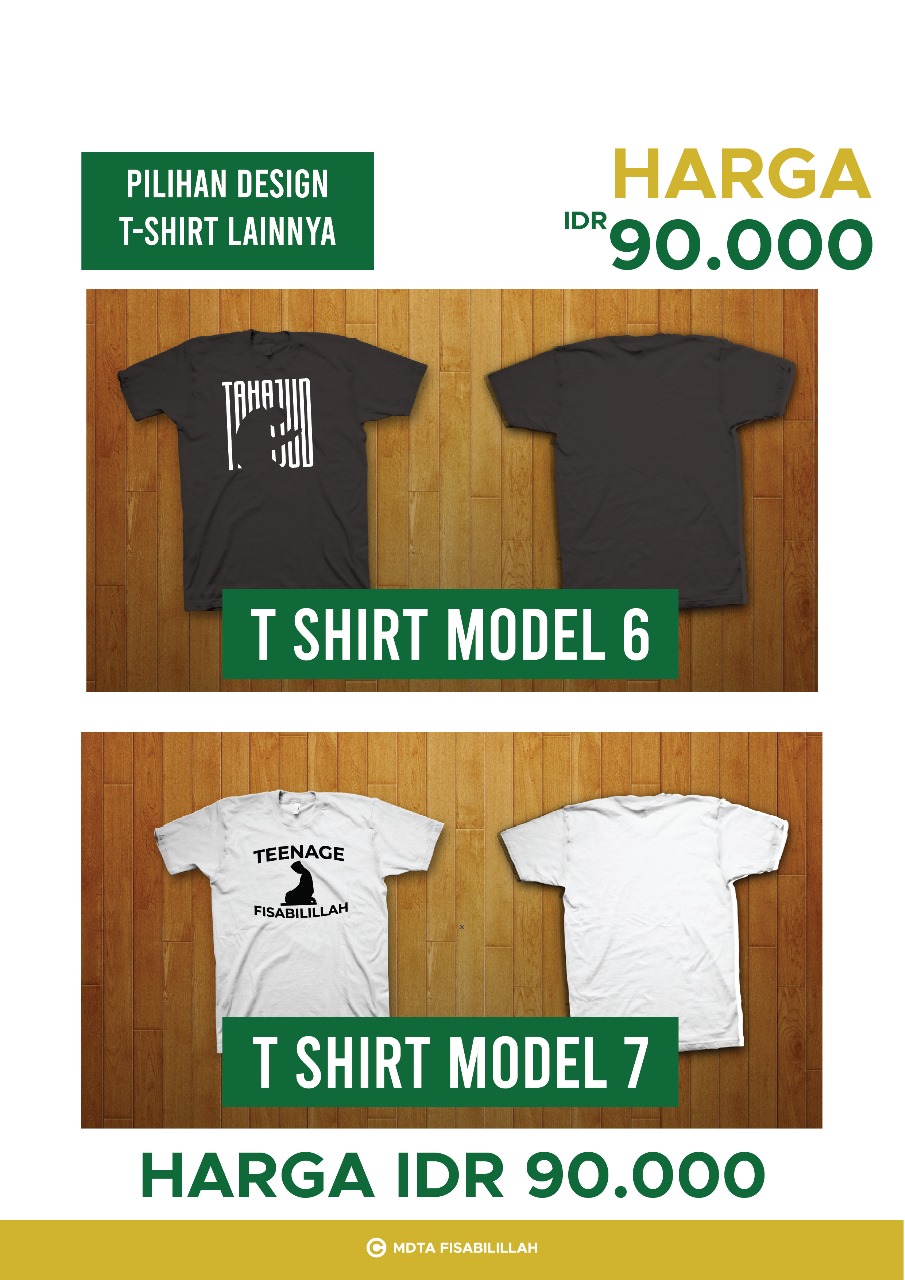 PILIHAN DESIGN
T-SHIRT LAINNYA
HARGA
IDR 90.000
TAHAJUD
T SHIRT MODEL 6
TEENAGE
FISABILILLAH
T SHIRT MODEL 7
HARGA IDR 90.000
© MDTA FISABILILLAH